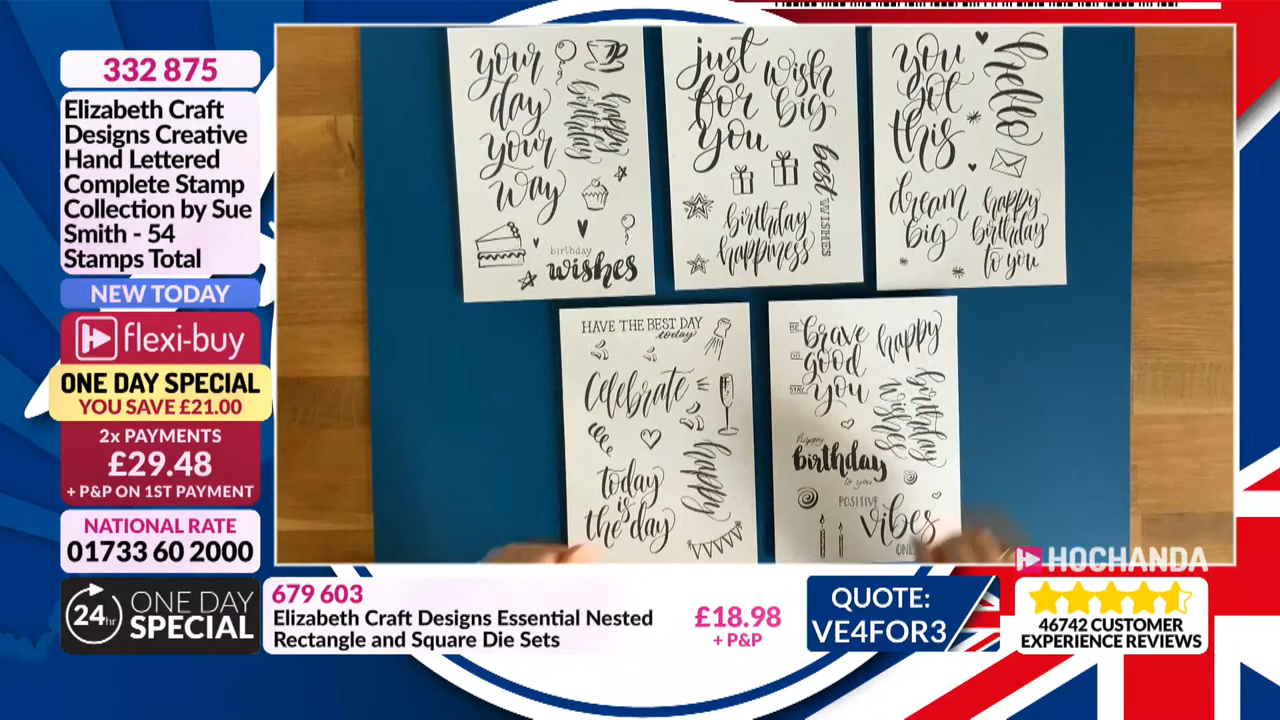 332 875
Elizabeth Craft
Designs Creative
Hand Lettered
Complete Stamp
Collection by Sue
Smith - 54
Stamps Total
NEW TODAY
flexi-buy
ONE DAY SPECIAL
YOU SAVE £21.00
2x PAYMENTS
£29.48
+ P&P ON 1ST PAYMENT
NATIONAL RATE
01733 60 2000
your
day
your
way
happy
birthday
birthday
wishes
just
for
you
wish
big
best
WISHES
birthday
happiness
you
got
this
hello
dream
big
happy
birthday
to you
HAVE THE BEST DAY
today
Celebrate
happy
today
is
the day
BE brave
DO good
STAY you
happy
birthday
wishes
happy
birthday
to you
POSITIVE
vibes
HOCHANDA
24hr ONE DAY
SPECIAL
679 603
Elizabeth Craft Designs Essential Nested
Rectangle and Square Die Sets
£18.98
+ P&P
QUOTE:
VE4FOR3
46742 CUSTOMER
EXPERIENCE REVIEWS